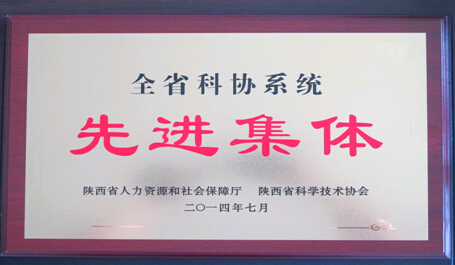 全省科协系统
先进集体
陕西省人力资源和社会保障厅 陕西省科学技术协会
二〇一四年七月